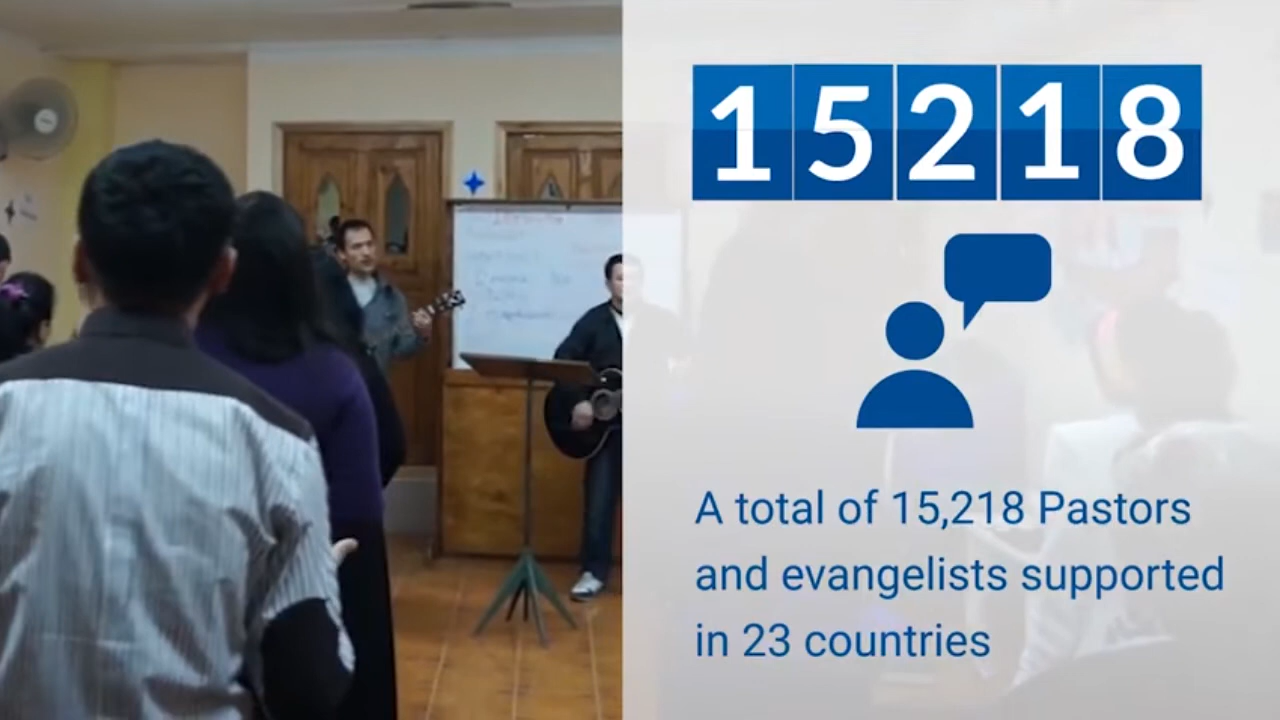 15218
A total of 15,218 Pastors
and evangelists supported
in 23 countries